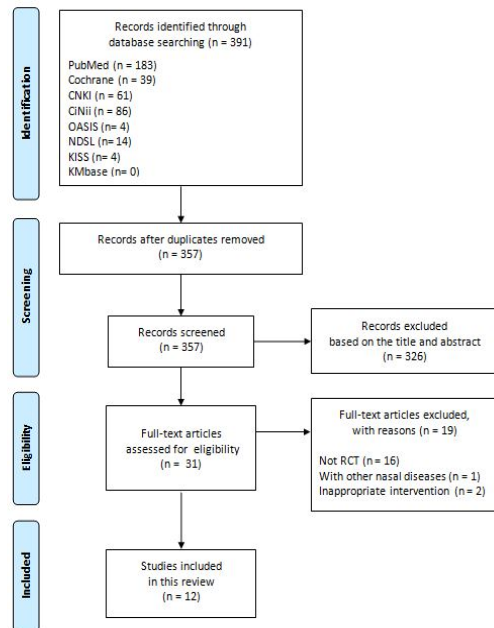 Identification
Records identified through
database searching (n = 391)
PubMed (n = 183)
Cochrane (n = 39)
CNKI (n = 61)
CiNii (n = 86)
OASIS (n= 4)
NDSL (n= 14)
KISS (n= 4)
KMbase (n= 0)
Screening
Records after duplicates removed
(n = 357)
Records screened
(n = 357)
Records excluded
based on the title and abstract
(n = 326)
Eligibility
Full-text articles
assessed for eligibility
(n = 31)
Full-text articles excluded,
with reasons (n = 19)
Not RCT (n = 16)
With other nasal diseases (n = 1)
Inappropriate intervention (n = 2)
Included
Studies included
in this review
(n = 12)